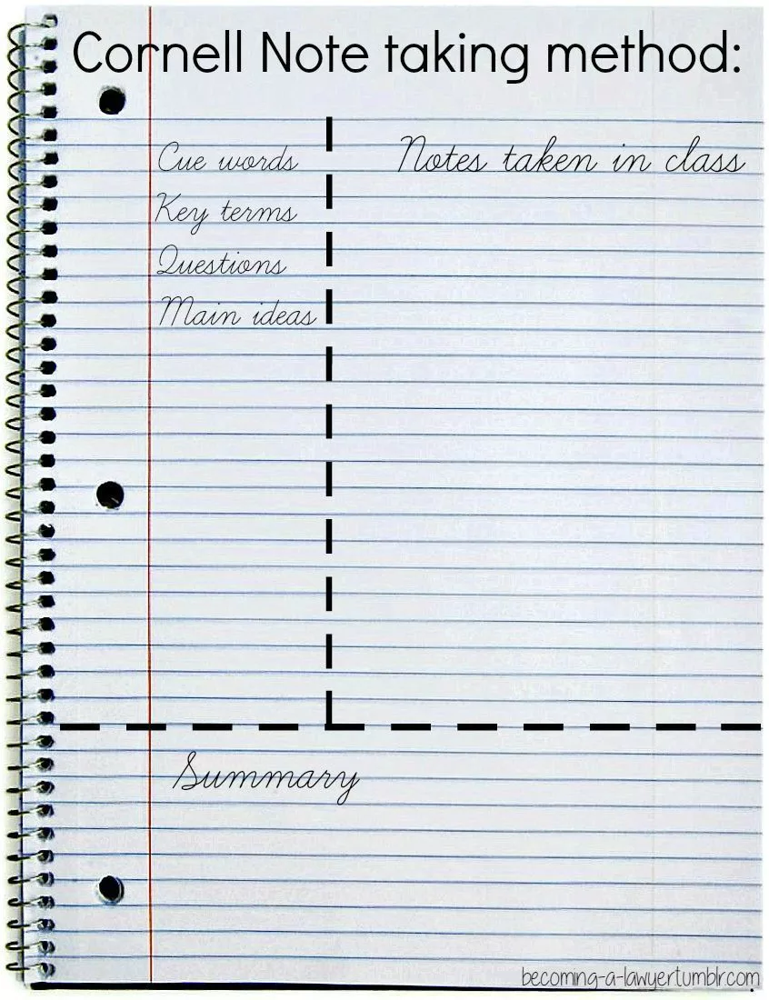 Cornell Note taking method:
Cue words
Key terms
Questions
Main ideas
Notes taken in class
Summary
becoming-a-lawyer.tumblr.com